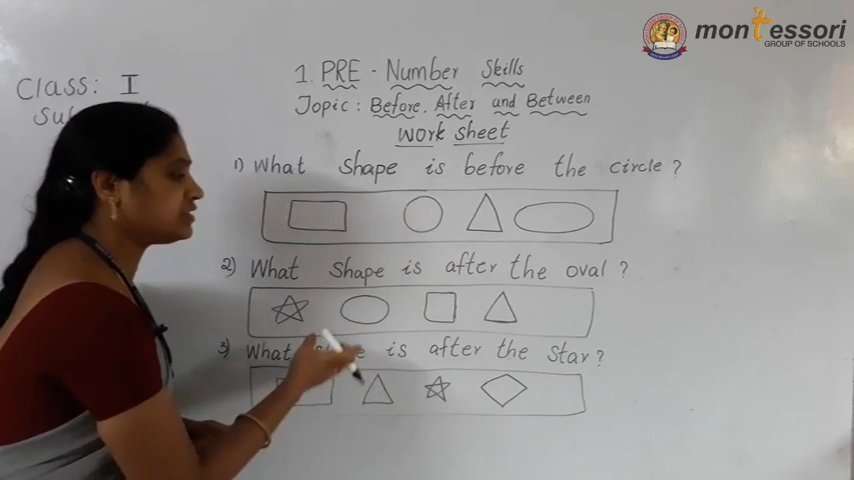 montessori
GROUP OF SCHOOLS
Class: I
1. PRE - Number Skills
Topic: Before, After and Between
Work sheet
1) What shape is before the circle?
2) What shape is after the oval?
3) What shape is after the star?